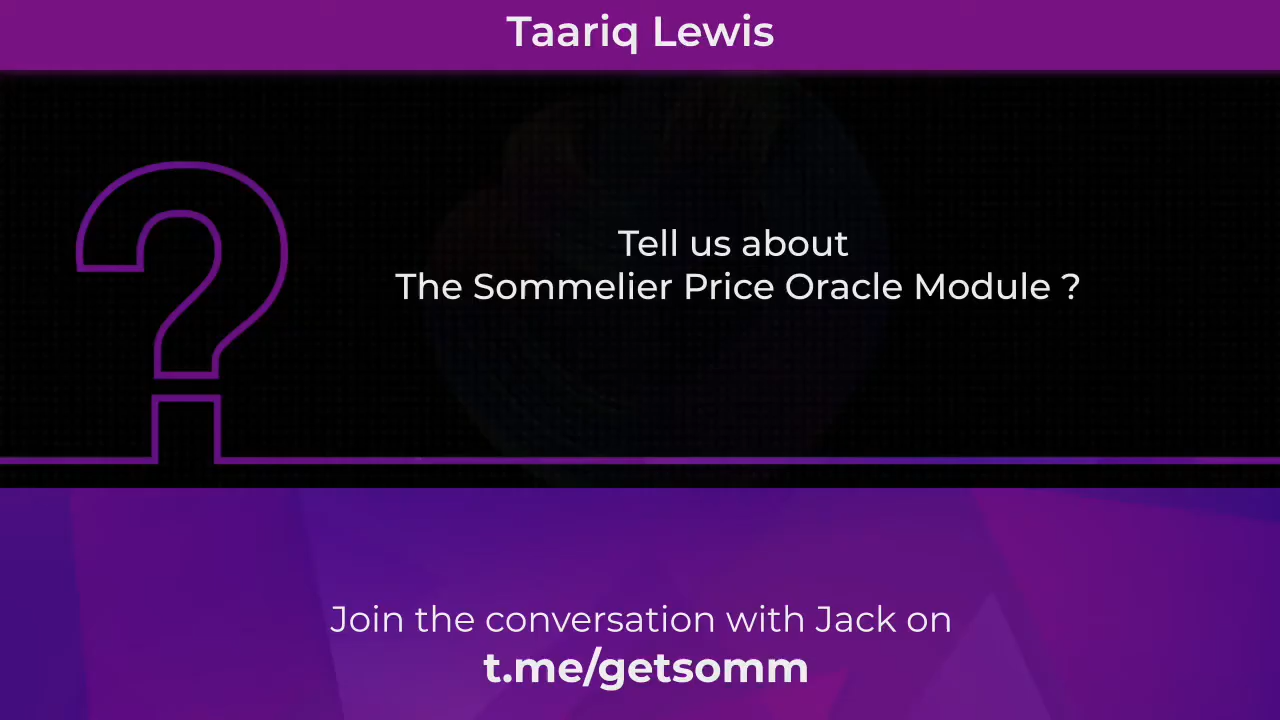 Taariq Lewis
Tell us about
The Sommelier Price Oracle Module ?
Join the conversation with Jack on
t.me/getsomm